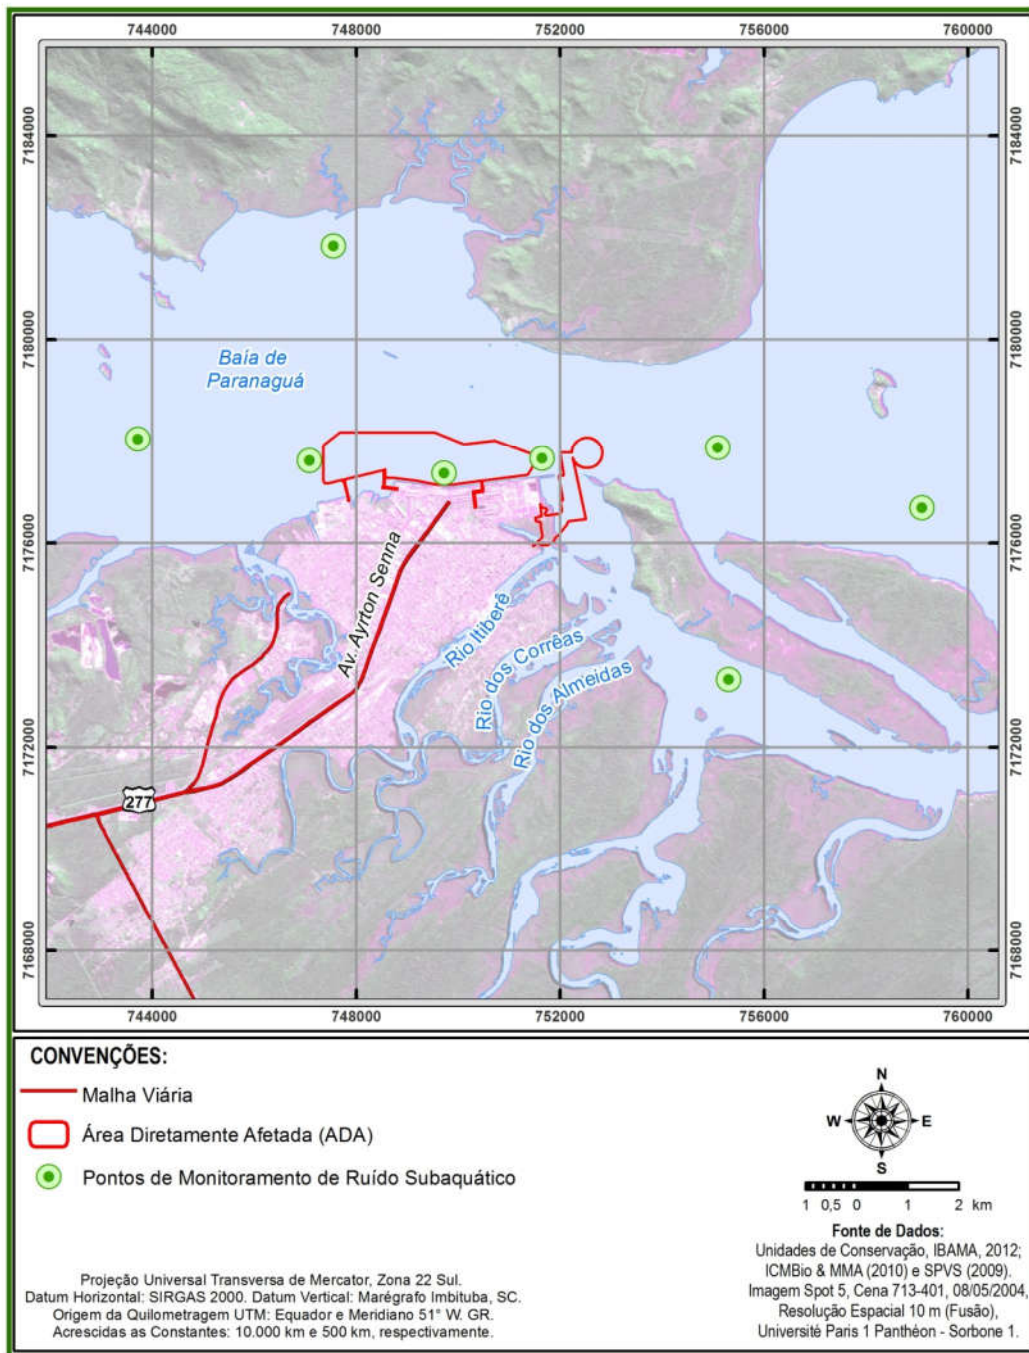 744000 748000 752000 756000 760000
7184000 7184000
7180000 7180000
Baía de
Paranaguá
7176000 7176000
Av. Ayrton Senna
Rio Itiberê
Rio dos Corrêas
Rio dos Almeidas
7172000 7172000
277
7168000 7168000
744000 748000 752000 756000 760000
CONVENÇÕES:
Malha Viária
Área Diretamente Afetada (ADA)
Pontos de Monitoramento de Ruído Subaquático
N
W E
S
1 0,5 0 1 2 km
Fonte de Dados:
Unidades de Conservação, IBAMA, 2012;
ICMBio & MMA (2010) e SPVS (2009).
Imagem Spot 5, Cena 713-401, 08/05/2004,
Resolução Espacial 10 m (Fusão),
Université Paris 1 Panthéon - Sorbone 1.
Projeção Universal Transversa de Mercator, Zona 22 Sul.
Datum Horizontal: SIRGAS 2000. Datum Vertical: Marégrafo Imbituba, SC.
Origem da Quilometragem UTM: Equador e Meridiano 51° W. GR.
Acrescidas as Constantes: 10.000 km e 500 km, respectivamente.